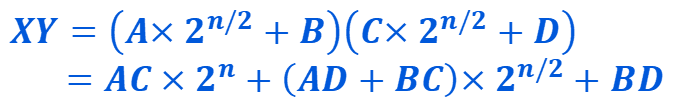 XY = (A× 2^{n/2} + B)(C× 2^{n/2} + D)
= AC × 2^n + (AD + BC)× 2^{n/2} + BD